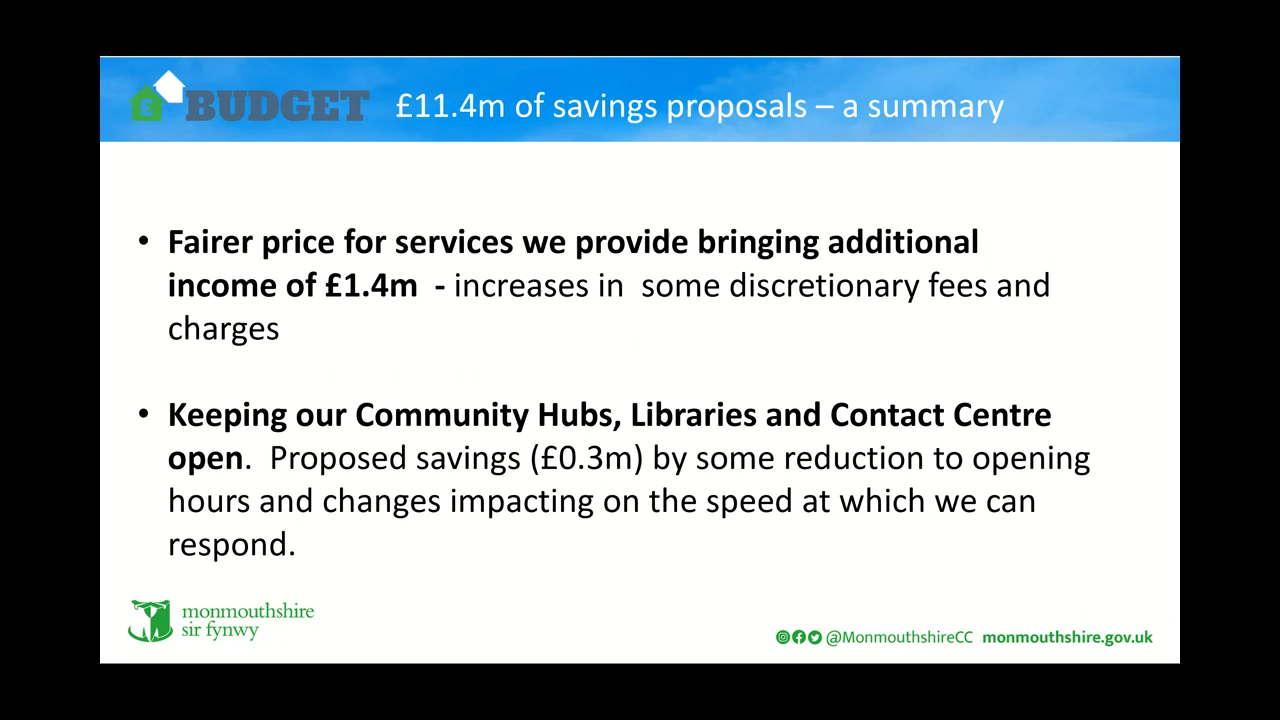 £ BUDGET £11.4m of savings proposals – a summary
• Fairer price for services we provide bringing additional
income of £1.4m - increases in some discretionary fees and
charges
• Keeping our Community Hubs, Libraries and Contact Centre
open. Proposed savings (£0.3m) by some reduction to opening
hours and changes impacting on the speed at which we can
respond.
monmouthshire
sir fynwy
@MonmouthshireCC monmouthshire.gov.uk